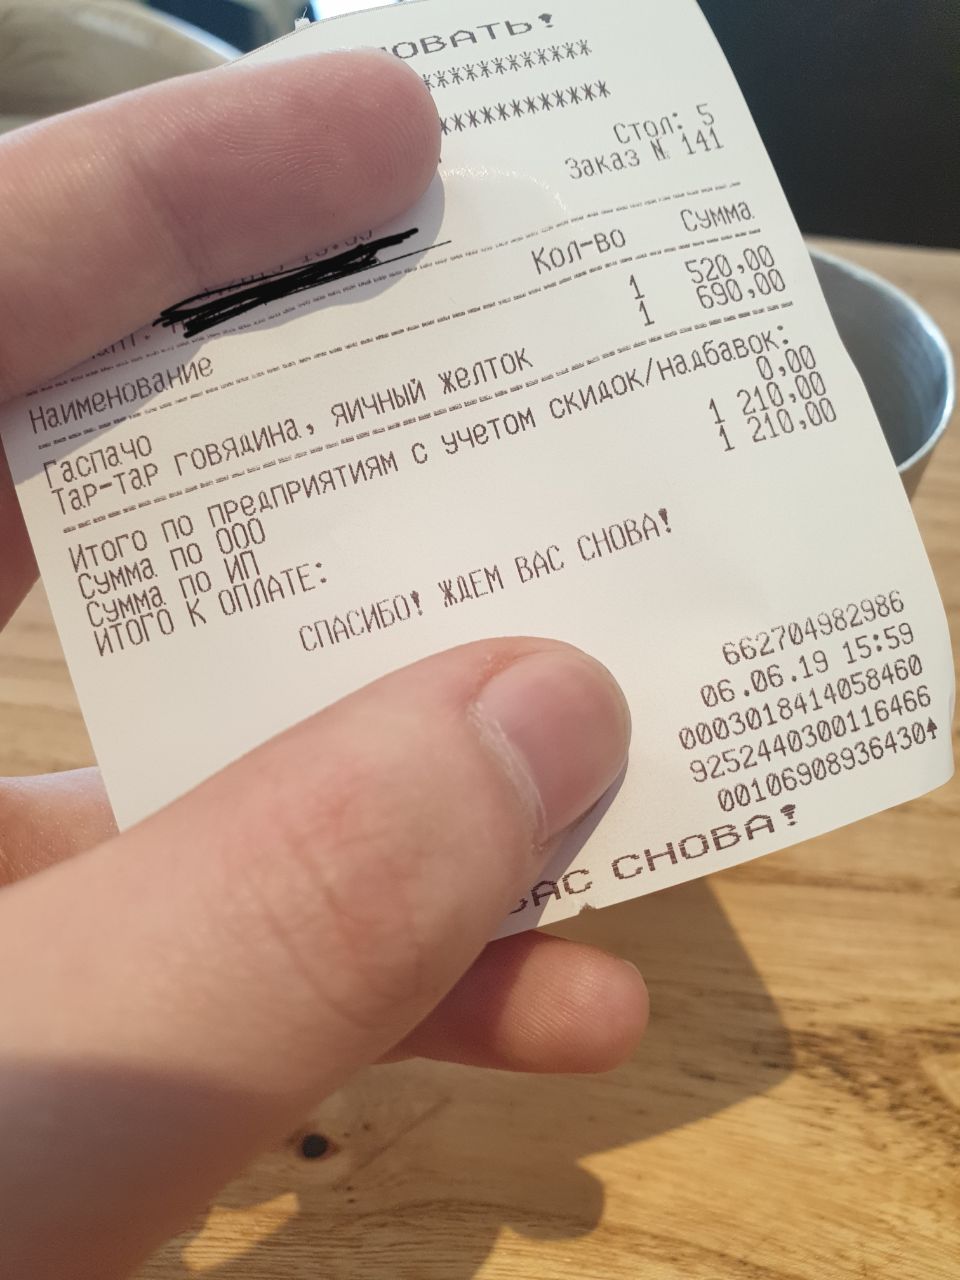 *************
*************
Стол: 5
Заказ № 141
Наименование Кол-во Сумма
Гаспачо 1 520,00
Тар-тар говядина, яичный желток 1 690,00
Итого по предприятиям с учетом скидок/надбавок:
Сумма по ООО 0,00
Сумма по ИП 1 210,00
ИТОГО К ОПЛАТЕ: 1 210,00
СПАСИБО! ЖДЕМ ВАС СНОВА!
662704982986
06.06.19 15:59
0003018414058460
9252440300116466
00106908936430
ВАС СНОВА!